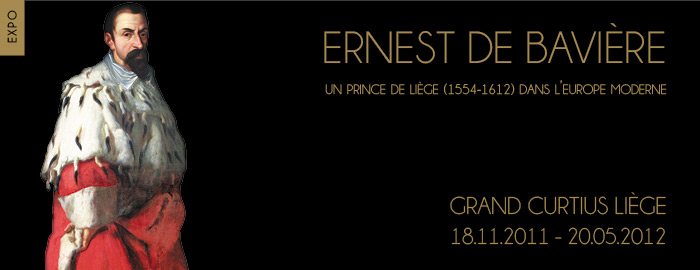 EXPO
ERNEST DE BAVIÈRE
UN PRINCE DE LIÈGE (1554-1612) DANS L'EUROPE MODERNE
GRAND CURTIUS LIÈGE
18.11.2011 - 20.05.2012